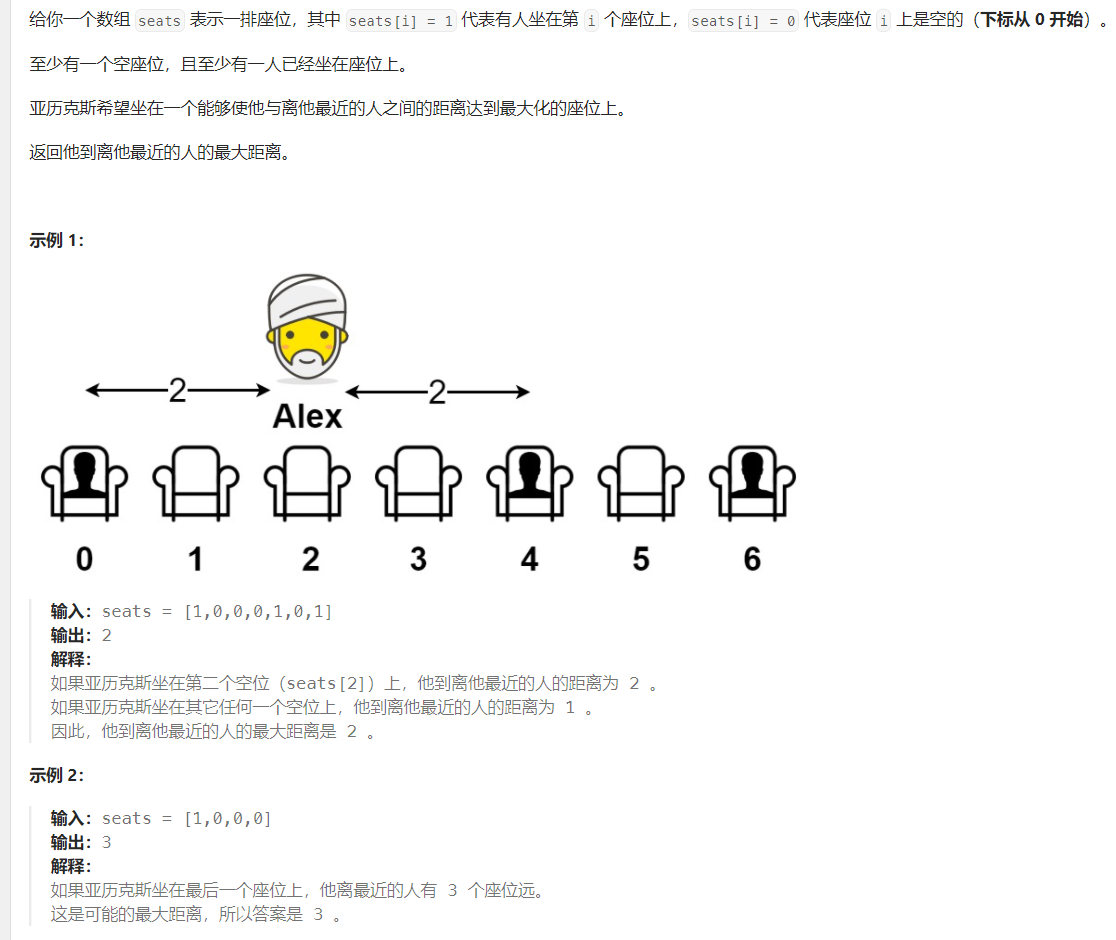 给你一个数组 seats 表示一排座位，其中 seats[i] = 1 代表有人坐在第 i 个座位上，seats[i] = 0 代表座位 i 上是空的（下标从 0 开始）。
至少有一个空座位，且至少有一人已经坐在座位上。
亚历克斯希望坐在一个能够使他与离他最近的人之间的距离达到最大化的座位上。
返回他到离他最近的人的最大距离。
示例 1：
2 2
Alex
0 1 2 3 4 5 6
输入：seats = [1,0,0,0,1,0,1]
输出：2
解释：
如果亚历克斯坐在第二个空位（seats[2]）上，他到离他最近的人的距离为 2 。
如果亚历克斯坐在其它任何一个空位上，他到离他最近的人的距离为 1 。
因此，他到离他最近的人的最大距离是 2 。
示例 2：
输入：seats = [1,0,0,0]
输出：3
解释：
如果亚历克斯坐在最后一个座位上，他离最近的人有 3 个座位远。
这是可能的最大距离，所以答案是 3 。